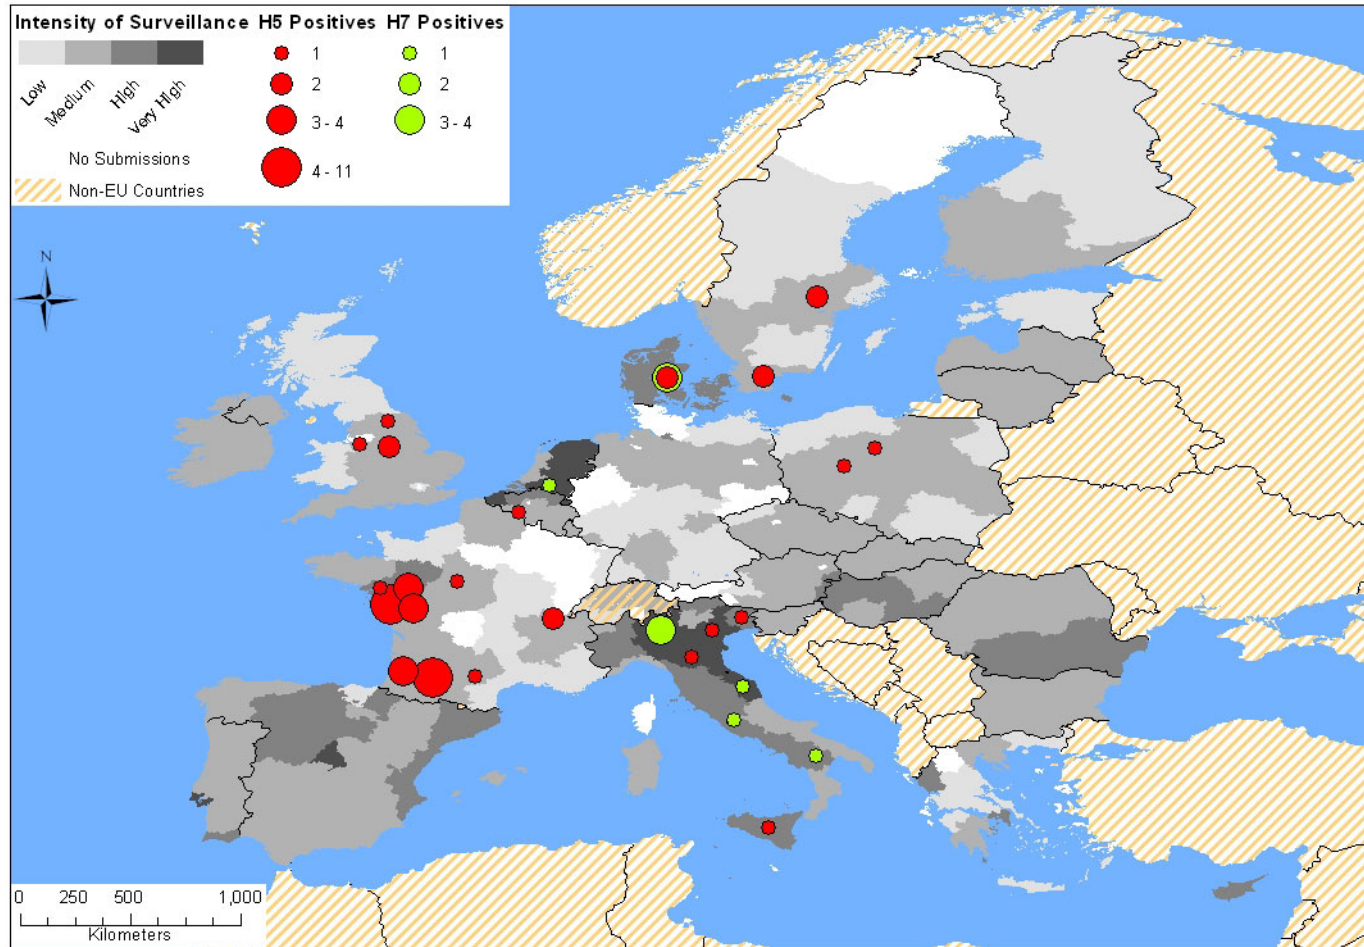 Intensity of Surveillance H5 Positives H7 Positives
Low
Medium
High
Very High
1
2
3 - 4
4 - 11
1
2
3 - 4
No Submissions
Non-EU Countries
N
0 250 500 1,000
Kilometers